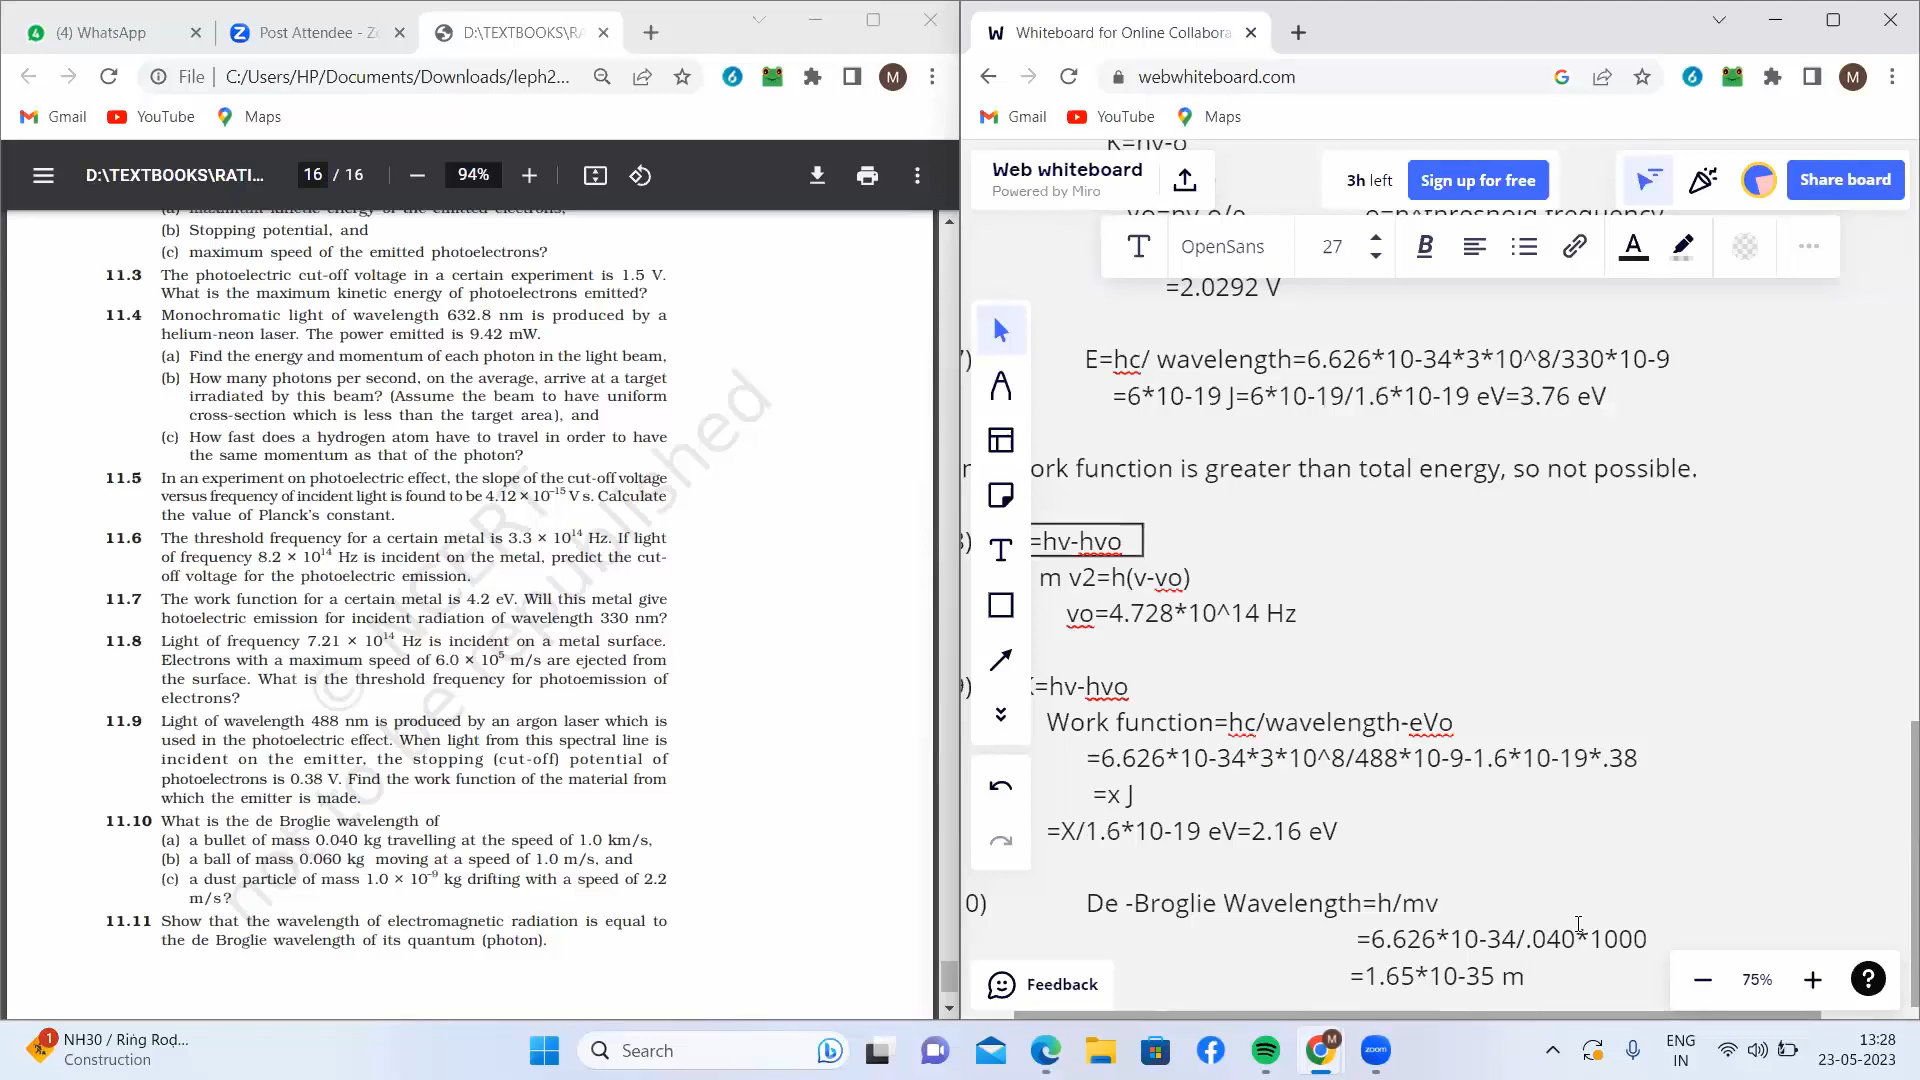 (4) WhatsApp
Post Attendee - Z
D:\TEXTBOOKS\RA
File
C:/Users/HP/Documents/Downloads/leph2...
M
Gmail
YouTube
Maps
D:\TEXTBOOKS\RATI...
16 / 16
94%
(a) maximum kinetic energy of the emitted electrons,
(b) Stopping potential, and
(c) maximum speed of the emitted photoelectrons?
11.3 The photoelectric cut-off voltage in a certain experiment is 1.5 V.
What is the maximum kinetic energy of photoelectrons emitted?
11.4 Monochromatic light of wavelength 632.8 nm is produced by a
helium-neon laser. The power emitted is 9.42 mW.
(a) Find the energy and momentum of each photon in the light beam,
(b) How many photons per second, on the average, arrive at a target
irradiated by this beam? (Assume the beam to have uniform
cross-section which is less than the target area), and
(c) How fast does a hydrogen atom have to travel in order to have
the same momentum as that of the photon?
11.5 In an experiment on photoelectric effect, the slope of the cut-off voltage
versus frequency of incident light is found to be 4.12 × 10⁻¹⁵ V s. Calculate
the value of Planck's constant.
11.6 The threshold frequency for a certain metal is 3.3 × 10¹⁴ Hz. If light
of frequency 8.2 × 10¹⁴ Hz is incident on the metal, predict the cut-
off voltage for the photoelectric emission.
11.7 The work function for a certain metal is 4.2 eV. Will this metal give
hotoelectric emission for incident radiation of wavelength 330 nm?
11.8 Light of frequency 7.21 × 10¹⁴ Hz is incident on a metal surface.
Electrons with a maximum speed of 6.0 × 10⁵ m/s are ejected from
the surface. What is the threshold frequency for photoemission of
electrons?
11.9 Light of wavelength 488 nm is produced by an argon laser which is
used in the photoelectric effect. When light from this spectral line is
incident on the emitter, the stopping (cut-off) potential of
photoelectrons is 0.38 V. Find the work function of the material from
which the emitter is made.
11.10 What is the de Broglie wavelength of
(a) a bullet of mass 0.040 kg travelling at the speed of 1.0 km/s,
(b) a ball of mass 0.060 kg moving at a speed of 1.0 m/s, and
(c) a dust particle of mass 1.0 × 10⁻⁹ kg drifting with a speed of 2.2
m/s?
11.11 Show that the wavelength of electromagnetic radiation is equal to
the de Broglie wavelength of its quantum (photon).
© NCERT
not to be republished
Whiteboard for Online Collabora
webwhiteboard.com
M
Gmail
YouTube
Maps
K=hv-o
Web whiteboard
Powered by Miro
3h left
Sign up for free
Share board
vo=hv-o/e o=h^threshold frequency
OpenSans
27
B
A
=2.0292 V
7) E=hc/ wavelength=6.626*10-34*3*10^8/330*10-9
=6*10-19 J=6*10-19/1.6*10-19 eV=3.76 eV
ork function is greater than total energy, so not possible.
=hv-hvo
m v2=h(v-vo)
vo=4.728*10^14 Hz
9) K=hv-hvo
Work function=hc/wavelength-eVo
=6.626*10-34*3*10^8/488*10-9-1.6*10-19*.38
=x J
=X/1.6*10-19 eV=2.16 eV
0) De -Broglie Wavelength=h/mv
=6.626*10-34/.040*1000
=1.65*10-35 m
Feedback
75%
NH30 / Ring Rod...
Construction
Search
zoom
ENG
IN
13:28
23-05-2023